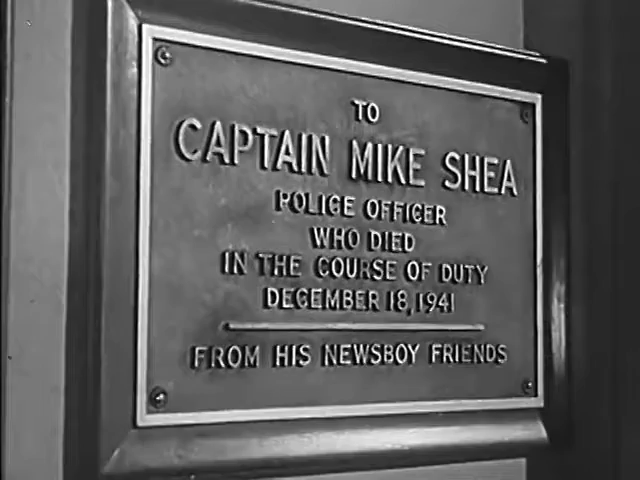 TO
CAPTAIN MIKE SHEA
POLICE OFFICER
WHO DIED
IN THE COURSE OF DUTY
DECEMBER 18, 1941
FROM HIS NEWSBOY FRIENDS